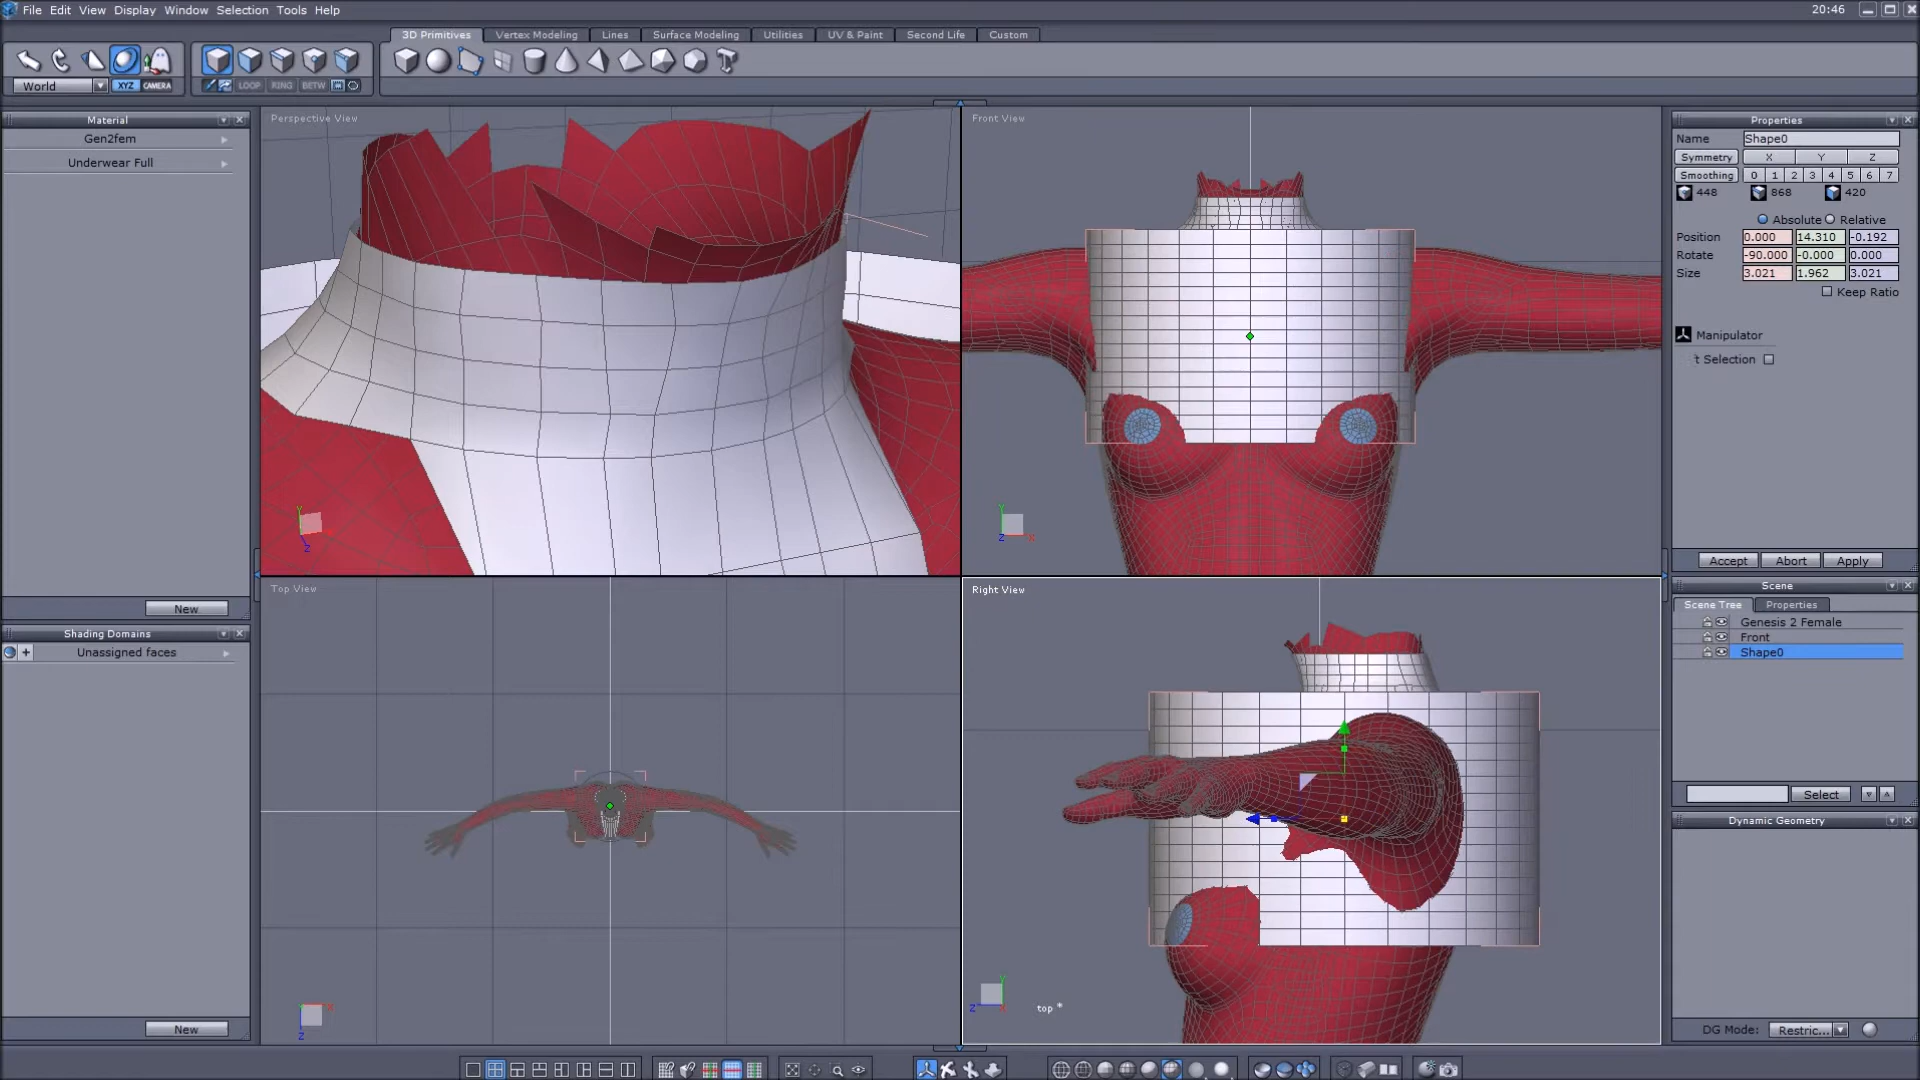 File Edit View Display Window Selection Tools Help
20:46
3D Primitives Vertex Modeling Lines Surface Modeling Utilities UV & Paint Second Life Custom
World XYZ CAMERA
LOOP RING BETW
Material
Gen2fem
Underwear Full
New
Shading Domains
Unassigned faces
New
Perspective View
Y
Z
Front View
Y
Z X
Top View
X
Z
Right View
Y
Z X
top *
Properties
Name Shape0
Symmetry X Y Z
Smoothing 0 1 2 3 4 5 6 7
448 868 420
Absolute Relative
Position 0.000 14.310 -0.192
Rotate -90.000 -0.000 0.000
Size 3.021 1.962 3.021
Keep Ratio
Manipulator
t Selection
Accept Abort Apply
Scene
Scene Tree Properties
Genesis 2 Female
Front
Shape0
Select
Dynamic Geometry
DG Mode: Restric...